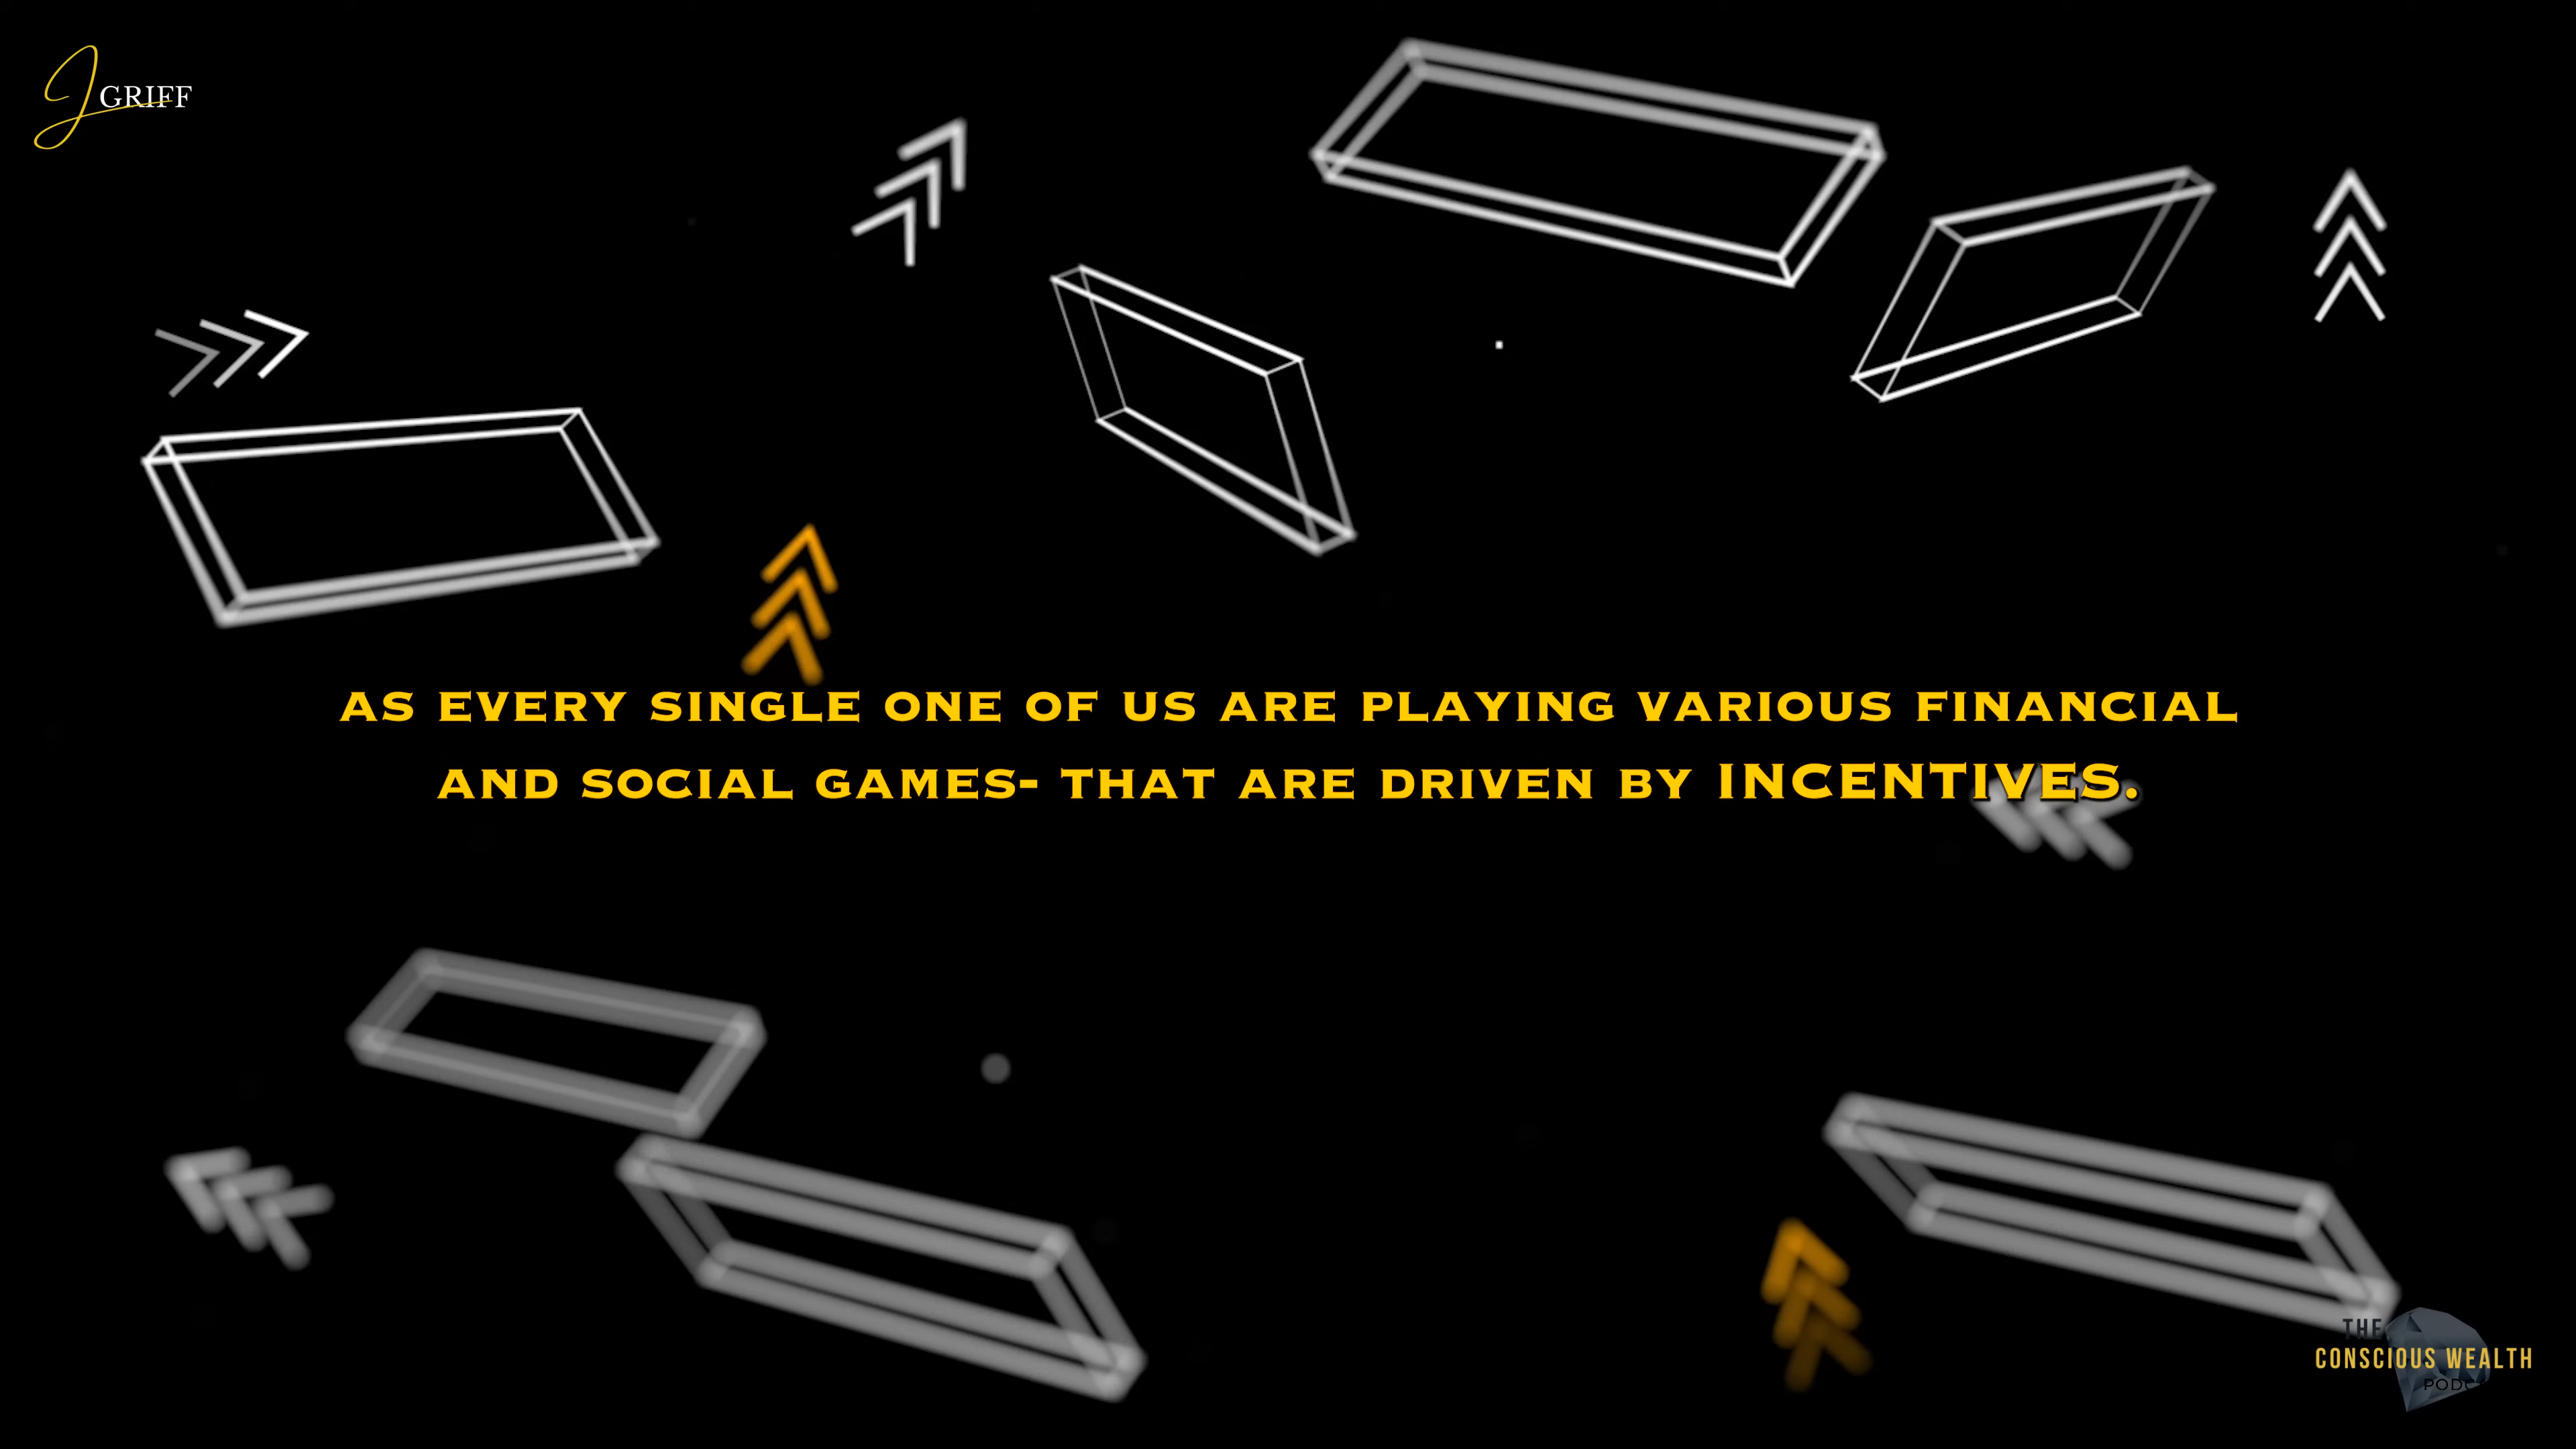 J GRIFF
AS EVERY SINGLE ONE OF US ARE PLAYING VARIOUS FINANCIAL
AND SOCIAL GAMES- THAT ARE DRIVEN BY INCENTIVES.
THE
CONSCIOUS WEALTH